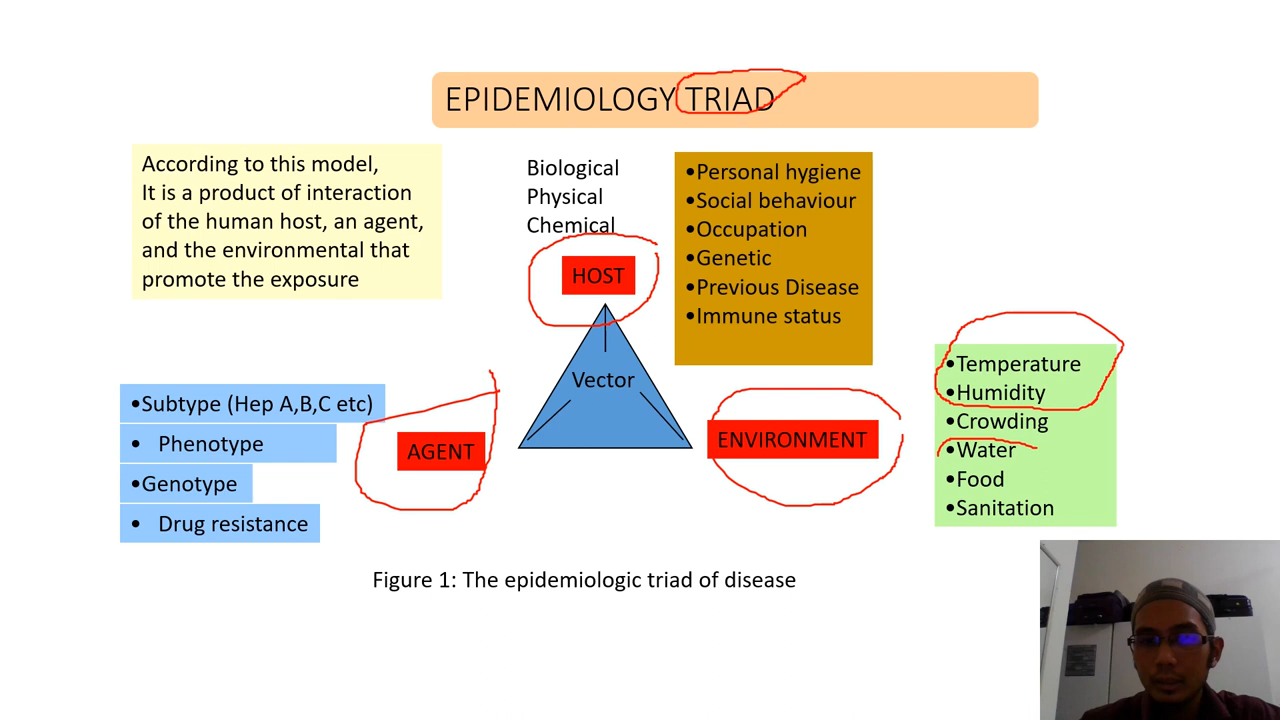 EPIDEMIOLOGY TRIAD
According to this model,
It is a product of interaction
of the human host, an agent,
and the environmental that
promote the exposure
Biological
Physical
Chemical
•Personal hygiene
•Social behaviour
•Occupation
•Genetic
•Previous Disease
•Immune status
HOST
Vector
•Subtype (Hep A,B,C etc)
• Phenotype
•Genotype
• Drug resistance
AGENT
ENVIRONMENT
•Temperature
•Humidity
•Crowding
•Water
•Food
•Sanitation
Figure 1: The epidemiologic triad of disease